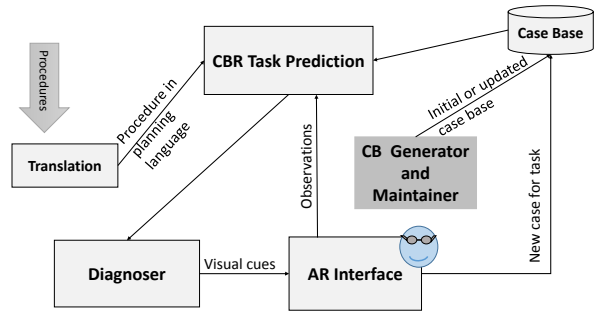 Case Base
CBR Task Prediction
Procedures
Procedure in
planning
language
Initial or updated
case base
Translation
Observations
CB Generator
and
Maintainer
New case for task
Diagnoser
Visual cues
AR Interface